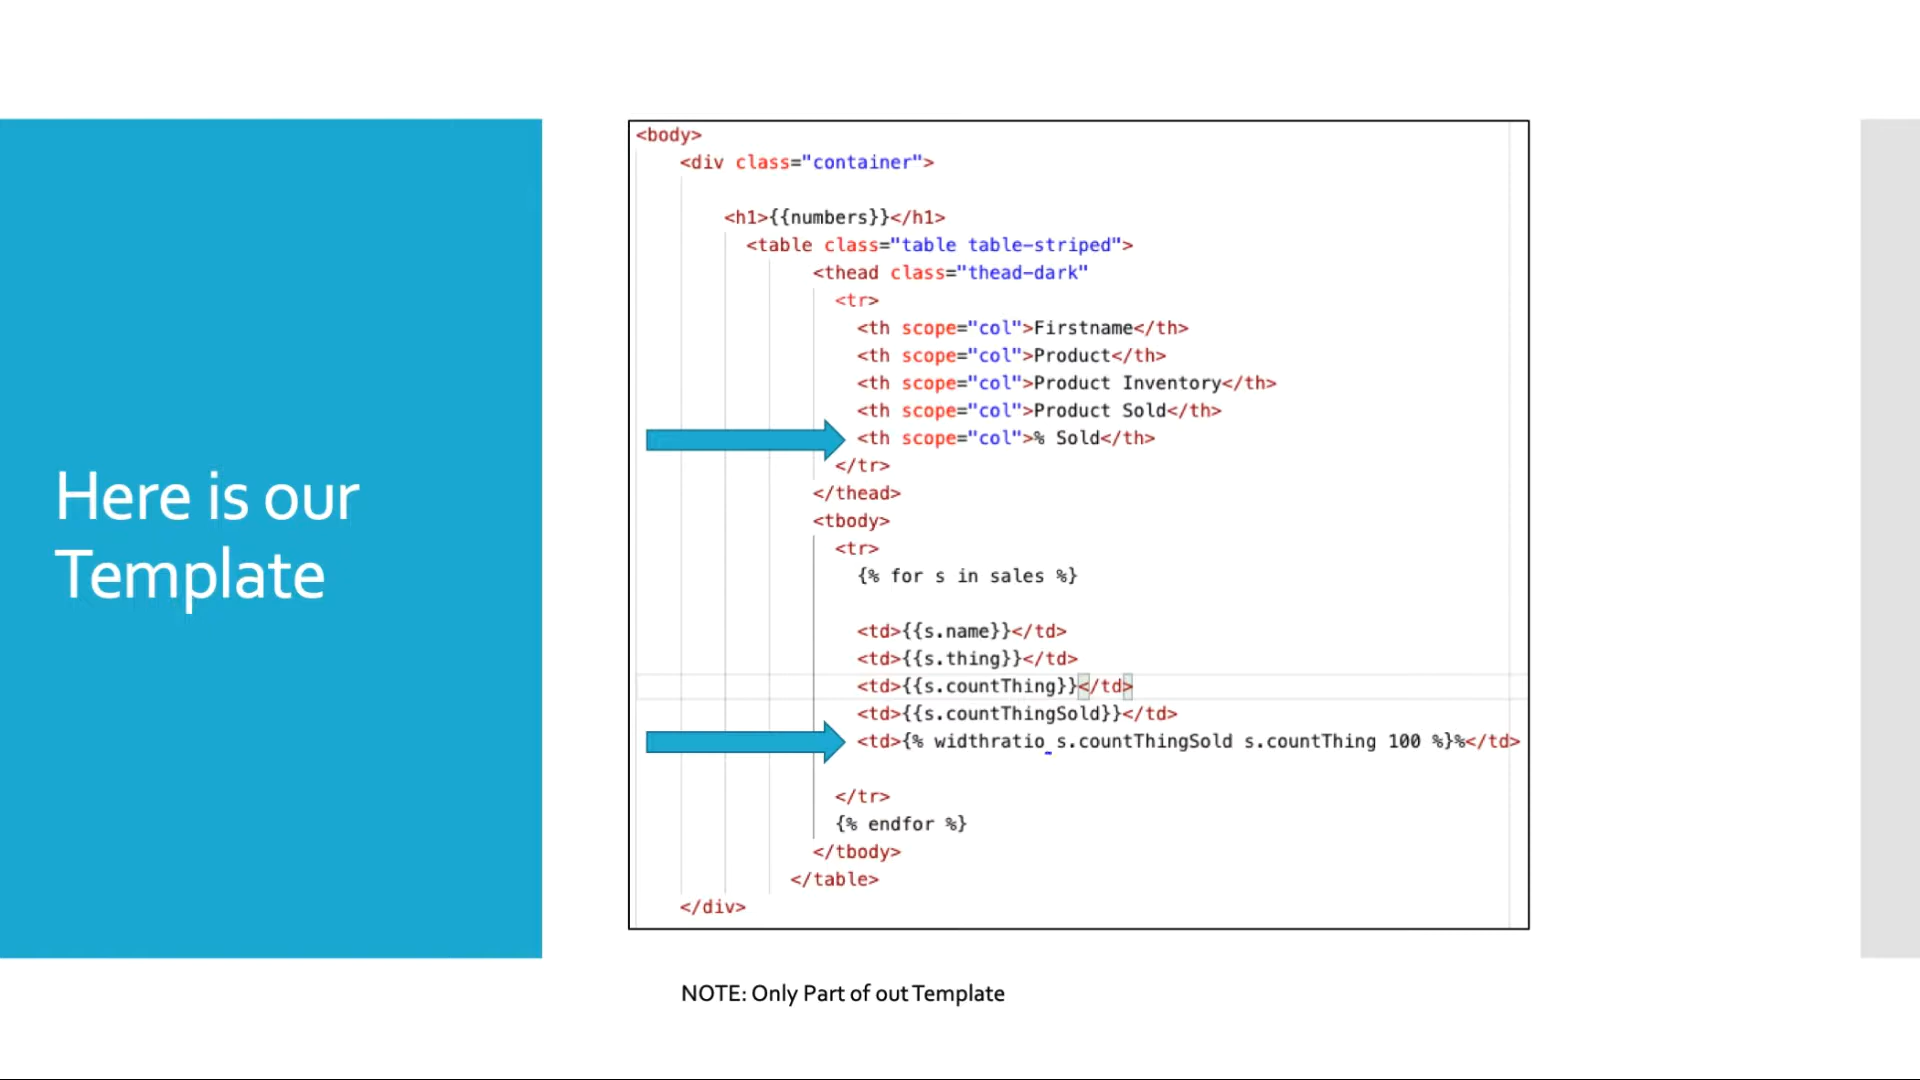 Here is our
Template
<body>
<div class="container">
<h1>{{numbers}}</h1>
<table class="table table-striped">
<thead class="thead-dark"
<tr>
<th scope="col">Firstname</th>
<th scope="col">Product</th>
<th scope="col">Product Inventory</th>
<th scope="col">Product Sold</th>
<th scope="col">% Sold</th>
</tr>
</thead>
<tbody>
<tr>
{% for s in sales %}
<td>{{s.name}}</td>
<td>{{s.thing}}</td>
<td>{{s.countThing}}</td>
<td>{{s.countThingSold}}</td>
<td>{% widthratio s.countThingSold s.countThing 100 %}%</td>
</tr>
{% endfor %}
</tbody>
</table>
</div>
NOTE: Only Part of out Template